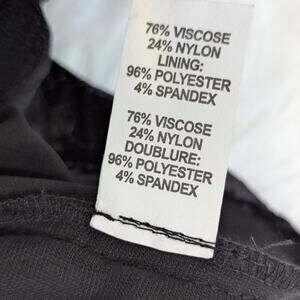 76% VISCOSE
24% NYLON
LINING:
96% POLYESTER
4% SPANDEX
76% VISCOSE
24% NYLON
DOUBLURE:
96% POLYESTER
4% SPANDEX